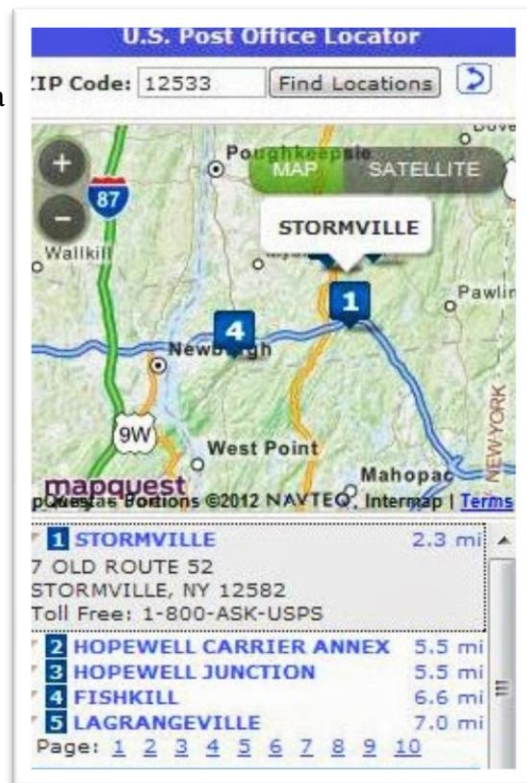 U.S. Post Office Locator
ZIP Code: 12533 Find Locations
+
-
MAP SATELLITE
87
Wallkill
STORMVILLE
1
4
Newburgh
9W
West Point
Mahopac
NEW YORK
mapquest
Portions ©2012 NAVTEQ, Intermap | Terms
1 STORMVILLE 2.3 mi
7 OLD ROUTE 52
STORMVILLE, NY 12582
Toll Free: 1-800-ASK-USPS
2 HOPEWELL CARRIER ANNEX 5.5 mi
3 HOPEWELL JUNCTION 5.5 mi
4 FISHKILL 6.6 mi
5 LAGRANGEVILLE 7.0 mi
Page: 1 2 3 4 5 6 7 8 9 10